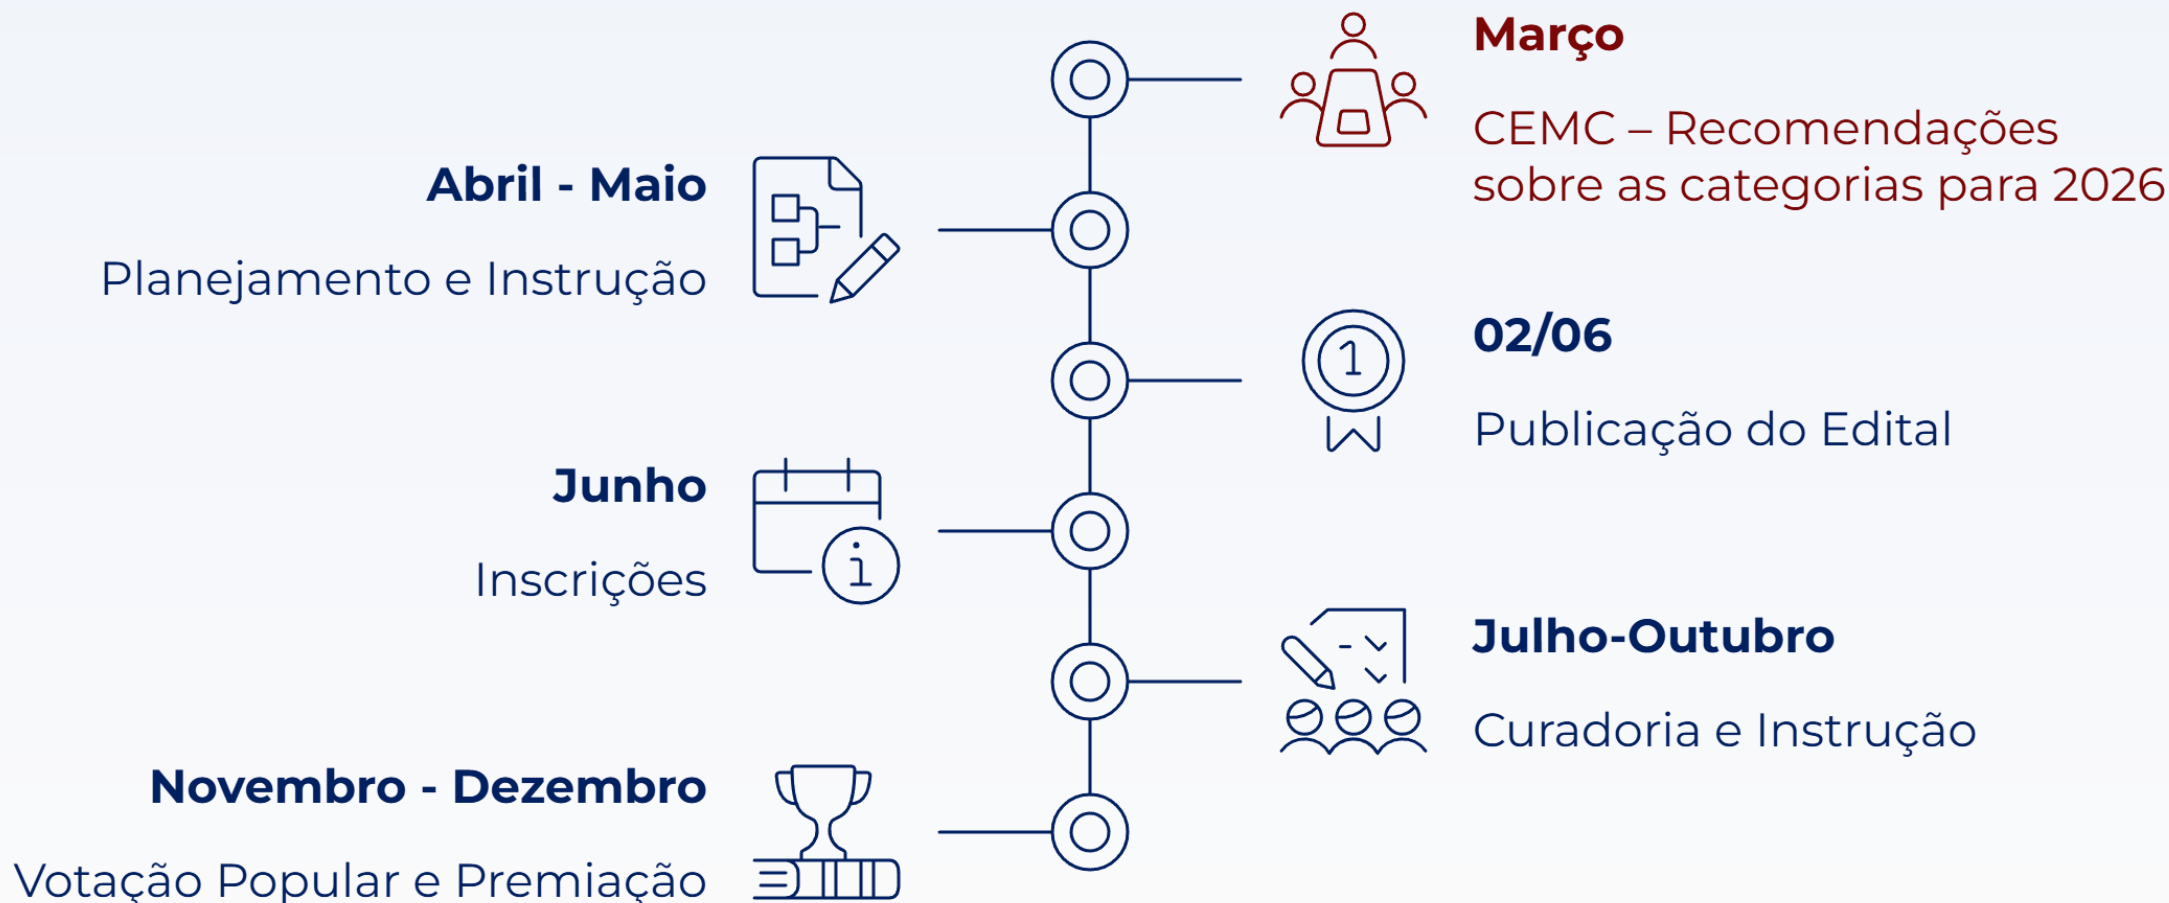 Março
CEMC – Recomendações
sobre as categorias para 2026
Abril - Maio
Planejamento e Instrução
02/06
1
Publicação do Edital
Junho
i
Inscrições
Julho-Outubro
Curadoria e Instrução
Novembro - Dezembro
Votação Popular e Premiação